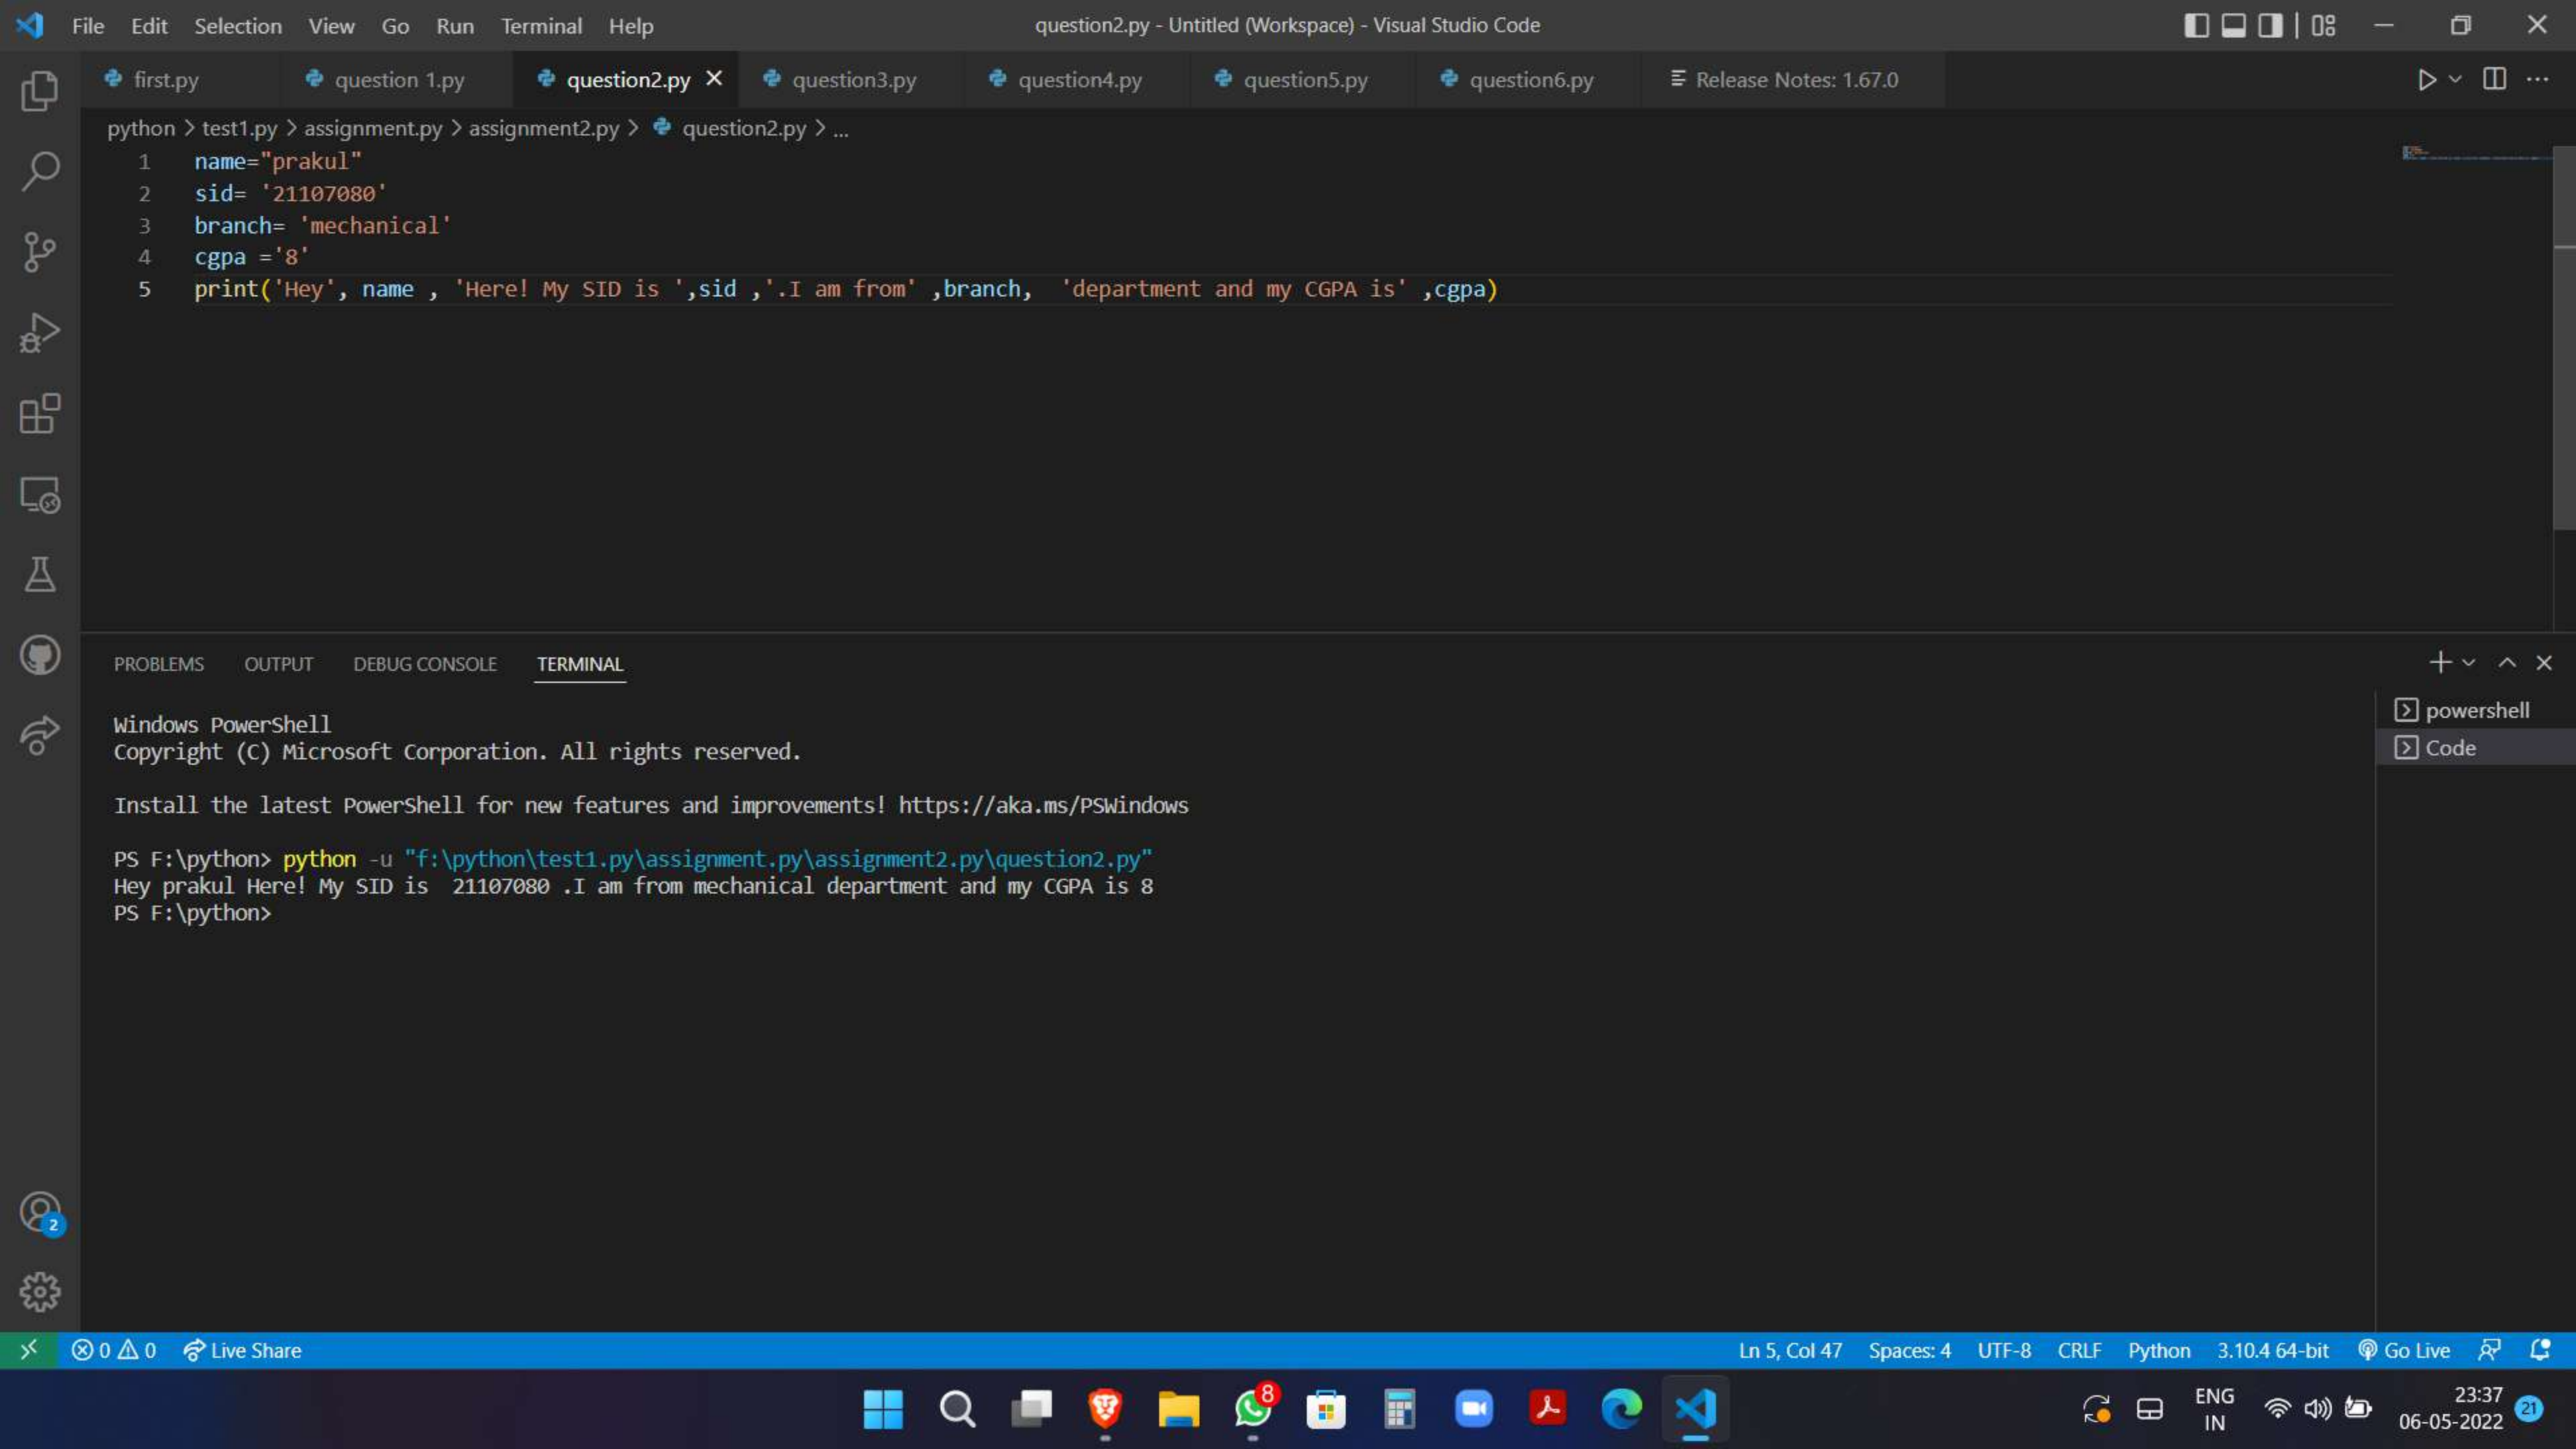 File Edit Selection View Go Run Terminal Help question2.py - Untitled (Workspace) - Visual Studio Code
first.py question 1.py question2.py question3.py question4.py question5.py question6.py Release Notes: 1.67.0
python > test1.py > assignment.py > assignment2.py > question2.py > ...
1 name="prakul"
2 sid= '21107080'
3 branch= 'mechanical'
4 cgpa ='8'
5 print('Hey', name , 'Here! My SID is ',sid ,'.I am from' ,branch,  'department and my CGPA is' ,cgpa)
PROBLEMS OUTPUT DEBUG CONSOLE TERMINAL
powershell
Code
Windows PowerShell
Copyright (C) Microsoft Corporation. All rights reserved.
Install the latest PowerShell for new features and improvements! https://aka.ms/PSWindows
PS F:\python> python -u "f:\python\test1.py\assignment.py\assignment2.py\question2.py"
Hey prakul Here! My SID is  21107080 .I am from mechanical department and my CGPA is 8
PS F:\python>
2
0 0 Live Share Ln 5, Col 47 Spaces: 4 UTF-8 CRLF Python 3.10.4 64-bit Go Live
8
ENG
IN
23:37
06-05-2022
21